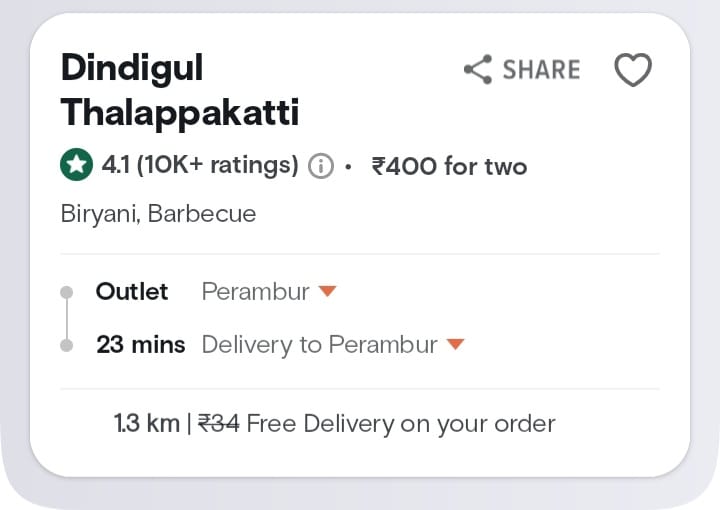 Dindigul
Thalappakatti
SHARE
4.1 (10K+ ratings) i • ₹400 for two
Biryani, Barbecue
Outlet Perambur
23 mins Delivery to Perambur
1.3 km | ₹34 Free Delivery on your order